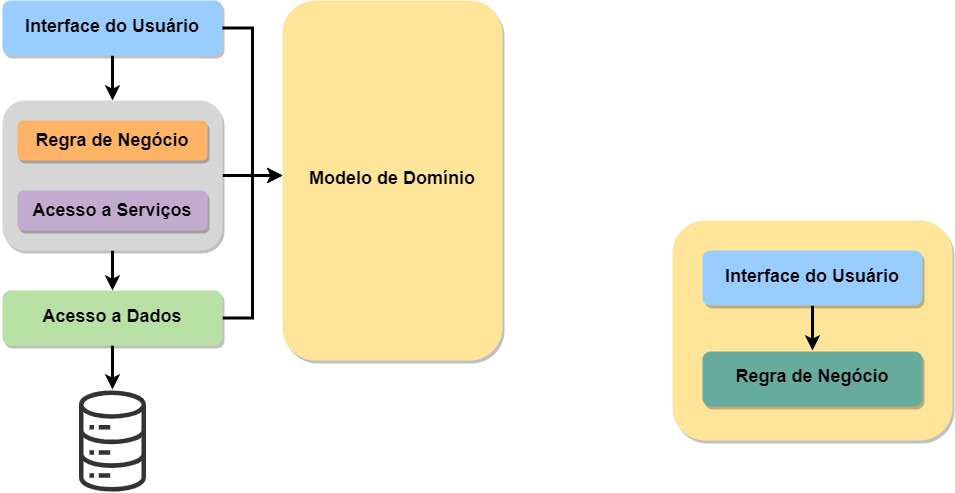 Interface do Usuário
Regra de Negócio
Acesso a Serviços
Acesso a Dados
Modelo de Domínio
Interface do Usuário
Regra de Negócio